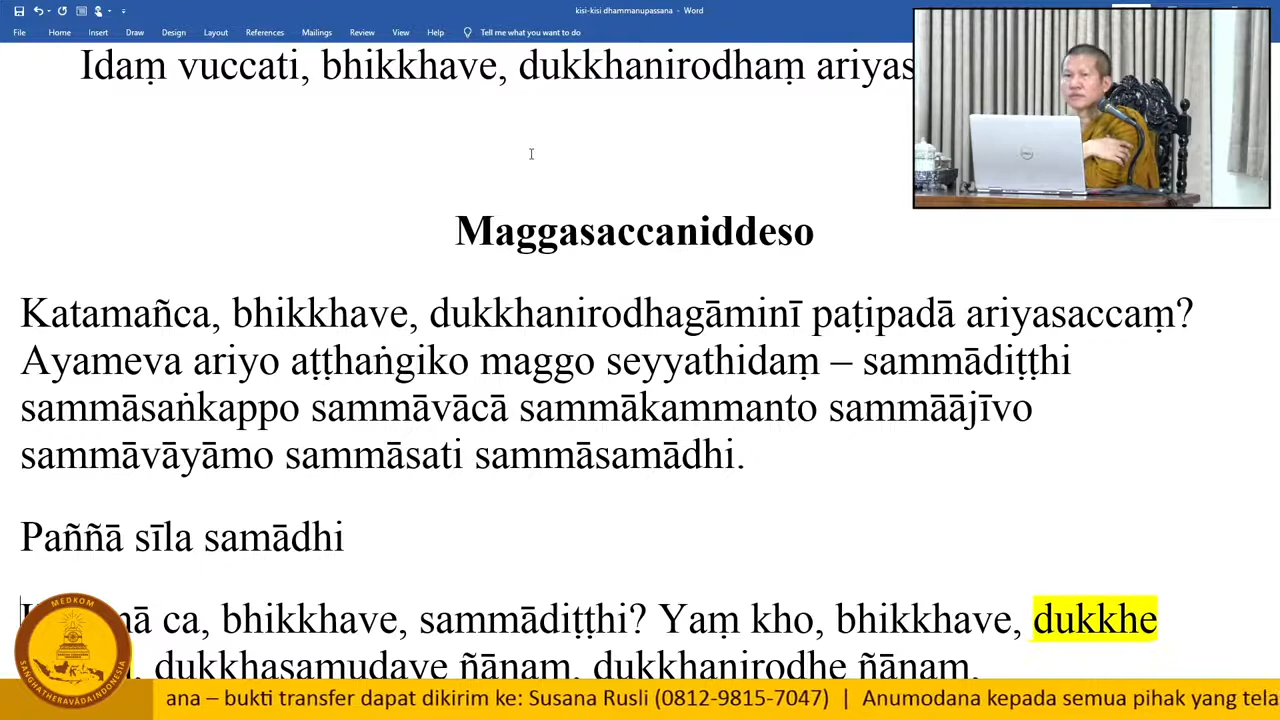 kisi-kisi dhammanupassana - Word
File Home Insert Draw Design Layout References Mailings Review View Help Tell me what you want to do
Idaṃ vuccati, bhikkhave, dukkhanirodhaṃ ariyas
Maggasaccaniddeso
Katamañca, bhikkhave, dukkhanirodhagāminī paṭipadā ariyasaccaṃ?
Ayameva ariyo aṭṭhaṅgiko maggo seyyathidaṃ – sammādiṭṭhi
sammāsaṅkappo sammāvācā sammākammanto sammāājīvo
sammāvāyāmo sammāsati sammāsamādhi.
Paññā sīla samādhi
ca, bhikkhave, sammādiṭṭhi? Yaṃ kho, bhikkhave, dukkhe
dukkhasamudaye ñāṇaṃ, dukkhanirodhe ñāṇaṃ,
MEDKOM
SANGHATHERAVĀDAINDONESIA
ana – bukti transfer dapat dikirim ke: Susana Rusli (0812-9815-7047) | Anumodana kepada semua pihak yang tela